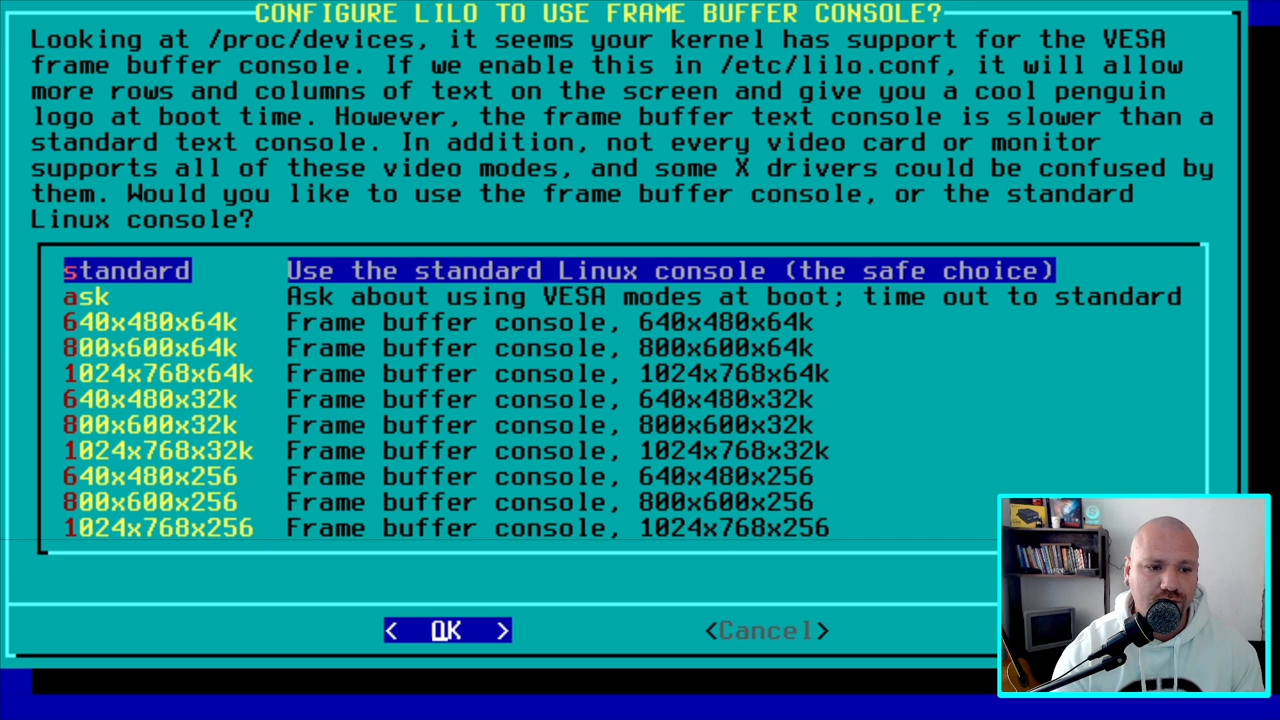 CONFIGURE LILO TO USE FRAME BUFFER CONSOLE?
Looking at /proc/devices, it seems your kernel has support for the VESA
frame buffer console. If we enable this in /etc/lilo.conf, it will allow
more rows and columns of text on the screen and give you a cool penguin
logo at boot time. However, the frame buffer text console is slower than a
standard text console. In addition, not every video card or monitor
supports all of these video modes, and some X drivers could be confused by
them. Would you like to use the frame buffer console, or the standard
Linux console?
standard Use the standard Linux console (the safe choice)
ask Ask about using VESA modes at boot; time out to standard
640x480x64k Frame buffer console, 640x480x64k
800x600x64k Frame buffer console, 800x600x64k
1024x768x64k Frame buffer console, 1024x768x64k
640x480x32k Frame buffer console, 640x480x32k
800x600x32k Frame buffer console, 800x600x32k
1024x768x32k Frame buffer console, 1024x768x32k
640x480x256 Frame buffer console, 640x480x256
800x600x256 Frame buffer console, 800x600x256
1024x768x256 Frame buffer console, 1024x768x256
< OK > <Cancel>